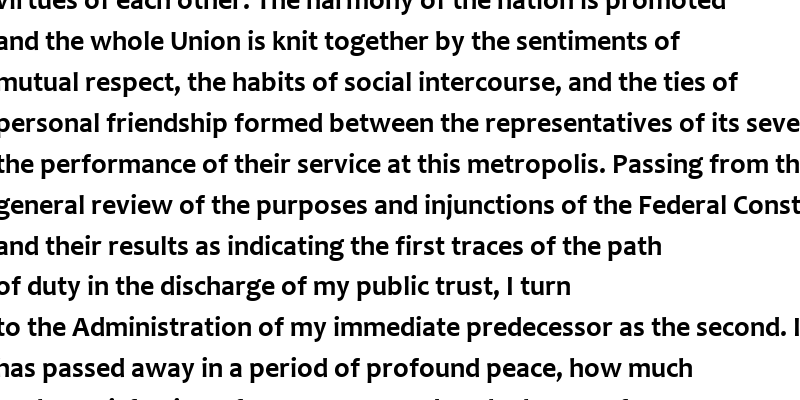 virtues of each other. The harmony of the nation is promoted
and the whole Union is knit together by the sentiments of
mutual respect, the habits of social intercourse, and the ties of
personal friendship formed between the representatives of its seve
the performance of their service at this metropolis. Passing from th
general review of the purposes and injunctions of the Federal Const
and their results as indicating the first traces of the path
of duty in the discharge of my public trust, I turn
to the Administration of my immediate predecessor as the second. I
has passed away in a period of profound peace, how much